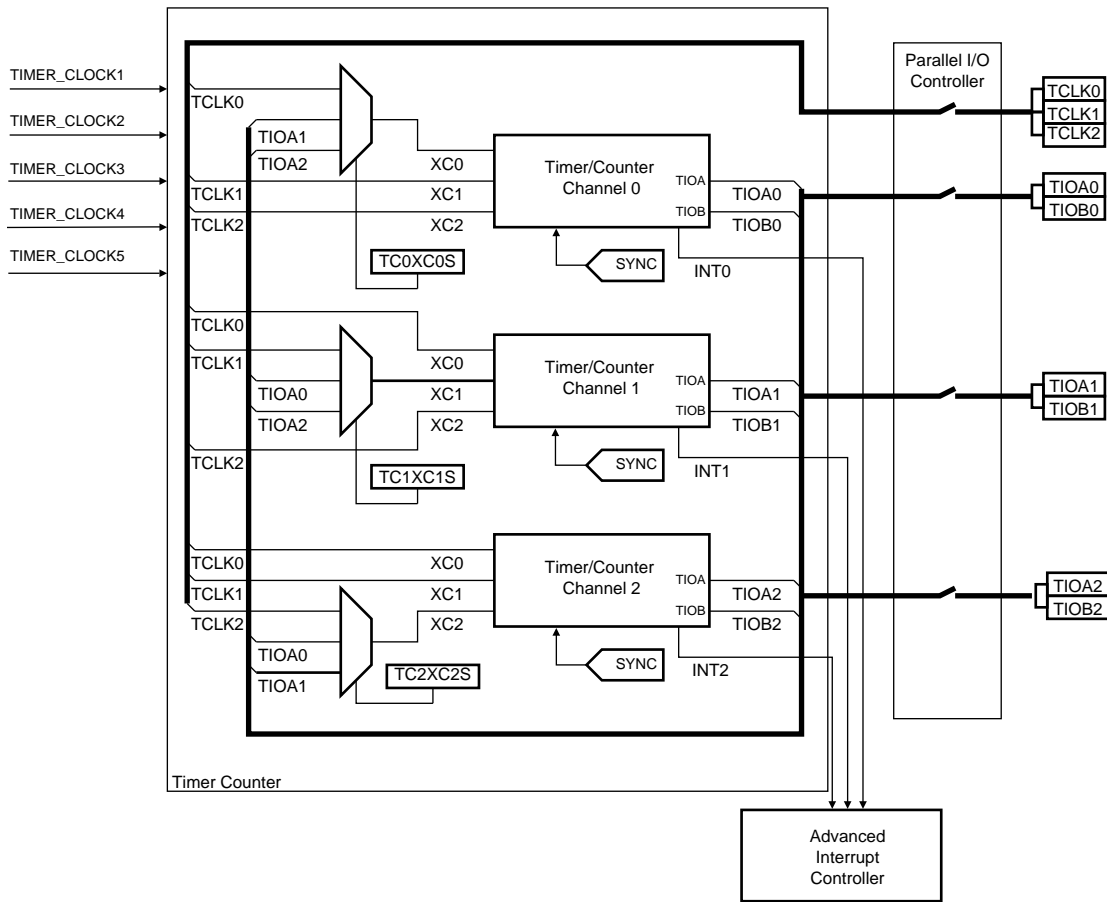 Parallel I/O
Controller
TIMER_CLOCK1
TCLK0
TCLK0
TIMER_CLOCK2
TIOA1
TCLK1
TIOA2
TCLK2
TIMER_CLOCK3
XC0
Timer/Counter
Channel 0
TIOA
TCLK1
XC1
TIOA0
TIOA0
TIMER_CLOCK4
TCLK2
XC2
TIOB
TIOB0
TIOB0
TIMER_CLOCK5
TC0XC0S
SYNC
INT0
TCLK0
TCLK1
XC0
Timer/Counter
Channel 1
TIOA
TIOA0
XC1
TIOA1
TIOA1
TIOA2
XC2
TIOB
TIOB1
TIOB1
TCLK2
TC1XC1S
SYNC
INT1
TCLK0
XC0
Timer/Counter
Channel 2
TIOA
TCLK1
XC1
TIOA2
TIOA2
TCLK2
XC2
TIOB
TIOB2
TIOB2
TIOA0
TIOA1
TC2XC2S
SYNC
INT2
Timer Counter
Advanced
Interrupt
Controller